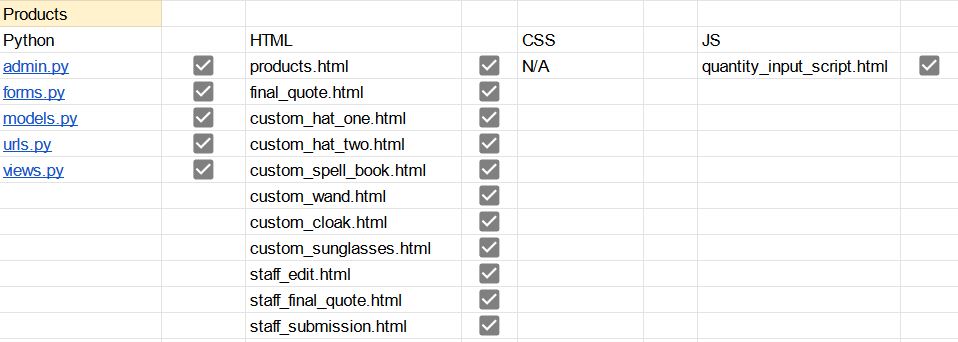 Products
Python HTML CSS JS
admin.py products.html N/A quantity_input_script.html
forms.py final_quote.html
models.py custom_hat_one.html
urls.py custom_hat_two.html
views.py custom_spell_book.html
custom_wand.html
custom_cloak.html
custom_sunglasses.html
staff_edit.html
staff_final_quote.html
staff_submission.html